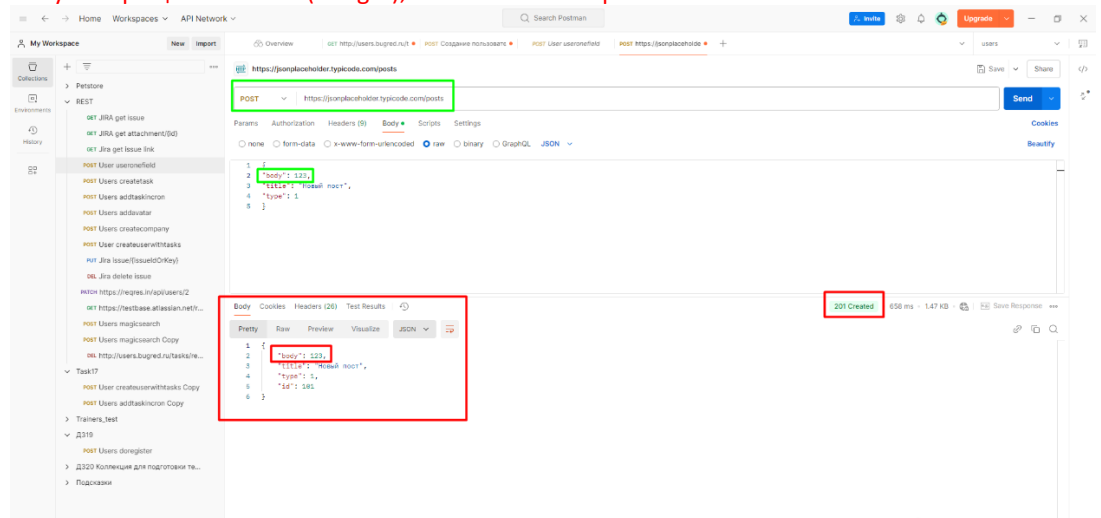 Home Workspaces API Network
Search Postman
Invite
Upgrade
My Workspace New Import
Overview GET http://users.bugred.ru/t POST Создание пользовате POST User useronefield POST https://jsonplaceholde users
Collections
Environments
History
Petstore
REST
GET JIRA get issue
GET JIRA get attachment/{id}
GET Jira get issue link
POST User useronefield
POST Users createtask
POST Users addtaskincron
POST Users addavatar
POST Users createcompany
POST User createuserwithtasks
PUT Jira issue/{issueIdOrKey}
DEL Jira delete issue
PATCH https://reqres.in/api/users/2
GET https://testbase.atlassian.net/r...
POST Users magicsearch
POST Users magicsearch Copy
DEL http://users.bugred.ru/tasks/re...
Task17
POST User createuserwithtasks Copy
POST Users addtaskincron Copy
Trainers_test
Д319
POST Users doregister
Д320 Коллекция для подготовки те...
Подсказки
https://jsonplaceholder.typicode.com/posts
Save Share
POST https://jsonplaceholder.typicode.com/posts
Send
Params Authorization Headers (9) Body Scripts Settings
Cookies
none form-data x-www-form-urlencoded raw binary GraphQL JSON
Beautify
1 {
2 "body": 123,
3 "title": "Новый пост",
4 "type": 1
5 }
Body Cookies Headers (26) Test Results
201 Created 658 ms 1.47 KB Save Response
Pretty Raw Preview Visualize JSON
1 {
2 "body": 123,
3 "title": "Новый пост",
4 "type": 1,
5 "id": 101
6 }